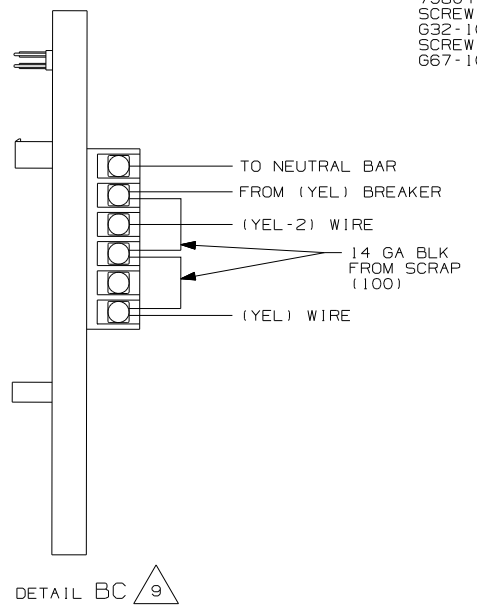 SCREW
SCREW
TO NEUTRAL BAR
FROM (YEL) BREAKER
(YEL-2) WIRE
14 GA BLK
FROM SCRAP
(100)
(YEL) WIRE
DETAIL BC 9